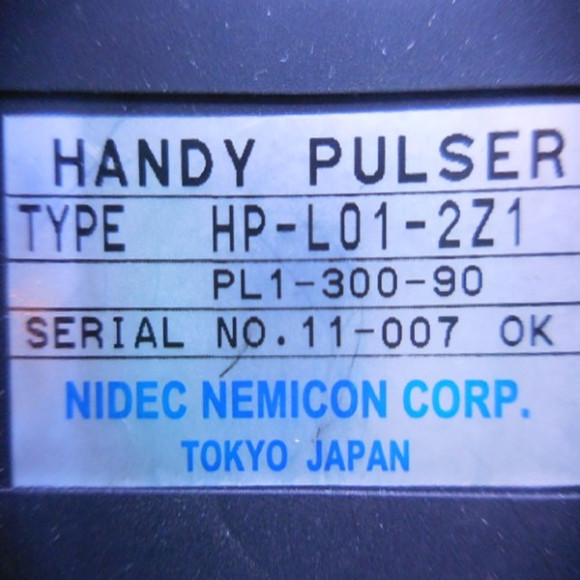 HANDY PULSER
TYPE HP-L01-2Z1
PL1-300-90
SERIAL NO.11-007 OK
NIDEC NEMICON CORP.
TOKYO JAPAN